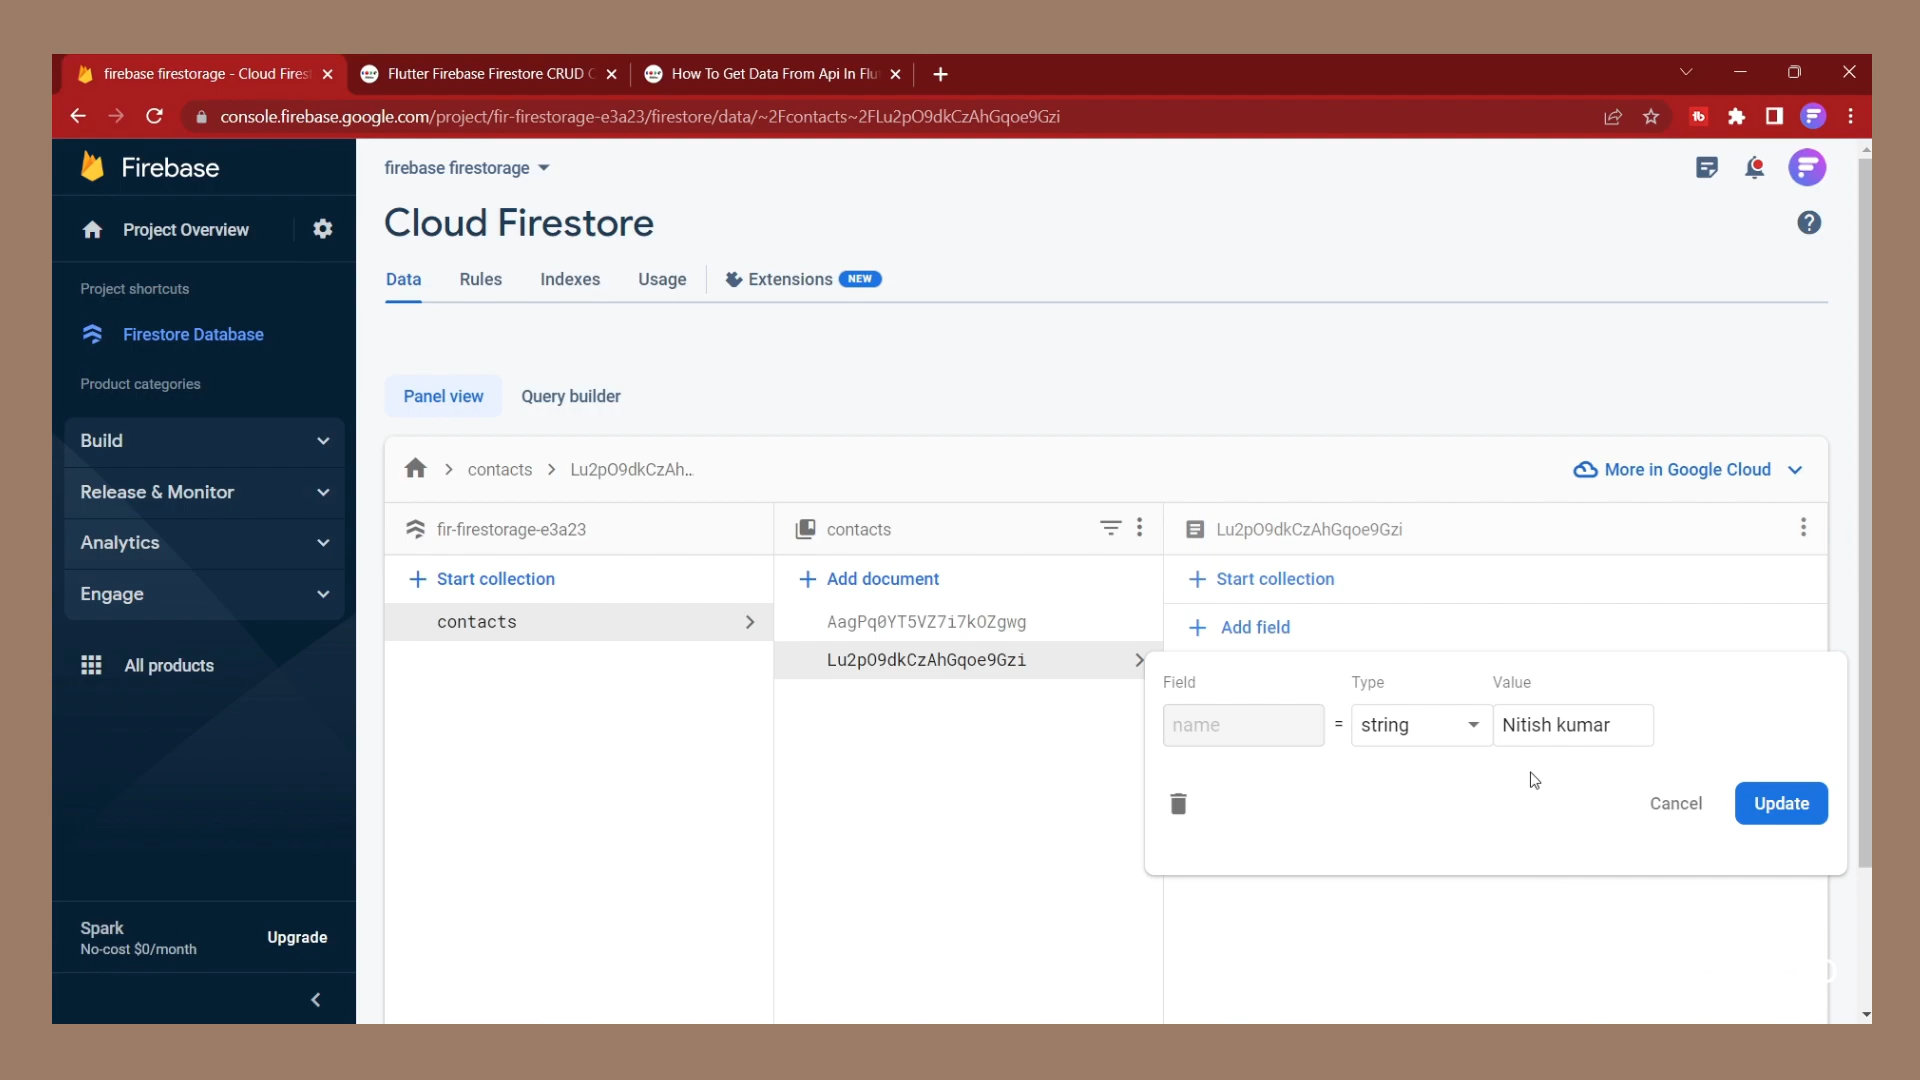 firebase firestorage - Cloud Fires
Flutter Firebase Firestore CRUD C
How To Get Data From Api In Flu
console.firebase.google.com/project/fir-firestorage-e3a23/firestore/data/~2Fcontacts~2FLu2pO9dkCzAhGqoe9Gzi
Firebase
firebase firestorage
Cloud Firestore
Project Overview
Data Rules Indexes Usage Extensions NEW
Project shortcuts
Firestore Database
Product categories
Panel view Query builder
Build
Release & Monitor
Analytics
Engage
All products
contacts Lu2pO9dkCzAh...
More in Google Cloud
fir-firestorage-e3a23
contacts
Lu2pO9dkCzAhGqoe9Gzi
Start collection
Add document
Start collection
contacts
AagPq0YT5VZ7i7kOZgwg
Add field
Lu2pO9dkCzAhGqoe9Gzi
Field Type Value
name = string Nitish kumar
Cancel Update
Spark
No-cost $0/month
Upgrade